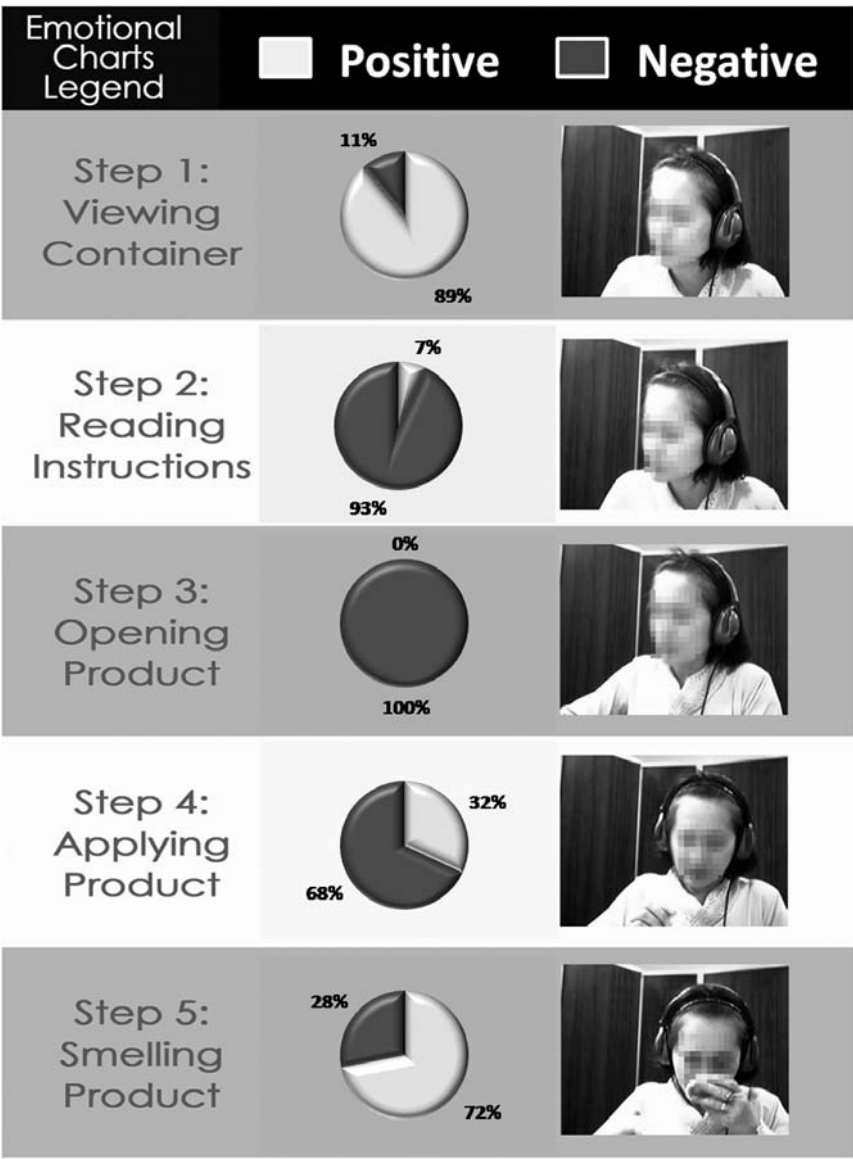 Emotional
Charts
Legend
Positive
Negative
Step 1:
Viewing
Container
11%
89%
Step 2:
Reading
Instructions
7%
93%
Step 3:
Opening
Product
0%
100%
Step 4:
Applying
Product
32%
68%
Step 5:
Smelling
Product
28%
72%